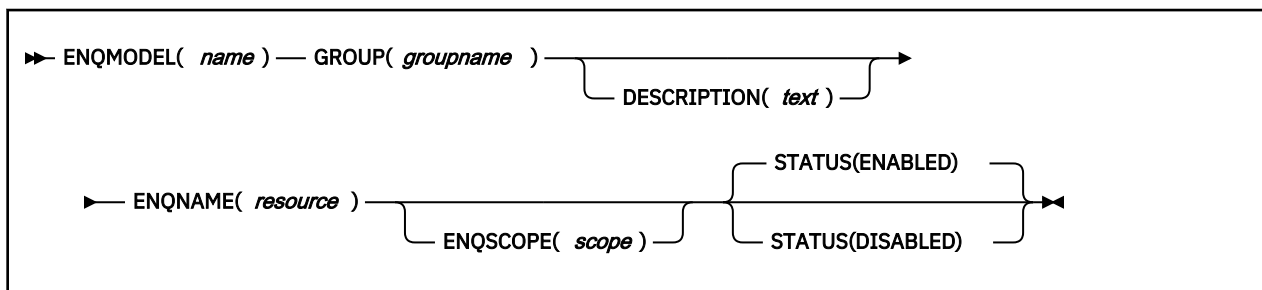 ENQMODEL( name ) GROUP( groupname )
DESCRIPTION( text )
STATUS(ENABLED)
ENQNAME( resource )
ENQSCOPE( scope )
STATUS(DISABLED)